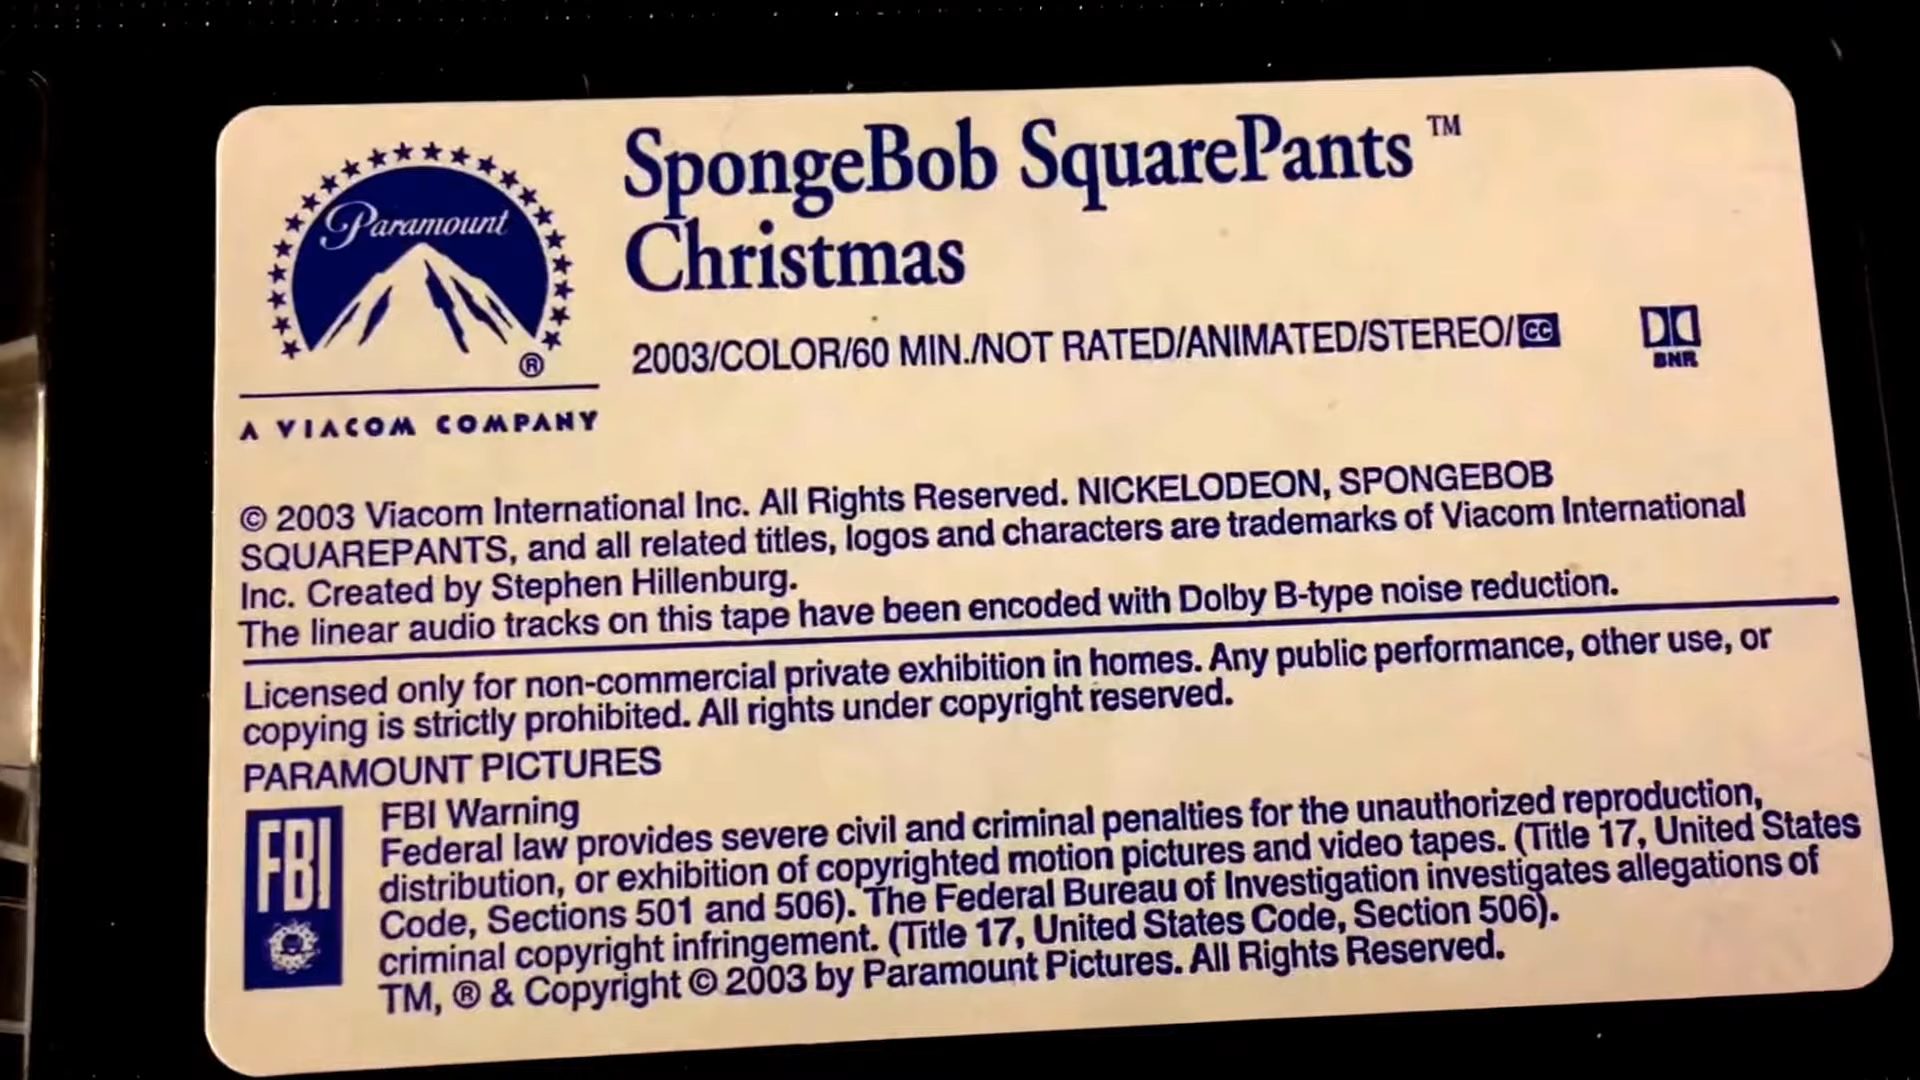 Paramount
®
A VIACOM COMPANY
SpongeBob SquarePants™
Christmas
2003/COLOR/60 MIN./NOT RATED/ANIMATED/STEREO/CC
BNR
© 2003 Viacom International Inc. All Rights Reserved. NICKELODEON, SPONGEBOB
SQUAREPANTS, and all related titles, logos and characters are trademarks of Viacom International
Inc. Created by Stephen Hillenburg.
The linear audio tracks on this tape have been encoded with Dolby B-type noise reduction.
Licensed only for non-commercial private exhibition in homes. Any public performance, other use, or
copying is strictly prohibited. All rights under copyright reserved.
PARAMOUNT PICTURES
FBI
FBI Warning
Federal law provides severe civil and criminal penalties for the unauthorized reproduction,
distribution, or exhibition of copyrighted motion pictures and video tapes. (Title 17, United States
Code, Sections 501 and 506). The Federal Bureau of Investigation investigates allegations of
criminal copyright infringement. (Title 17, United States Code, Section 506).
TM, ® & Copyright © 2003 by Paramount Pictures. All Rights Reserved.